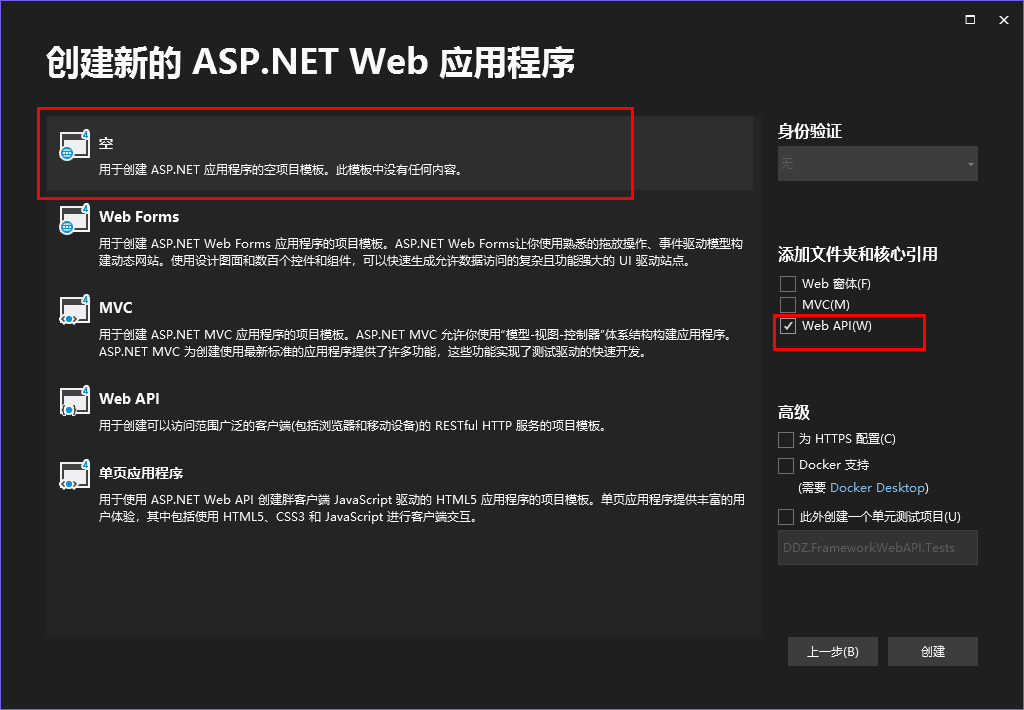 创建新的 ASP.NET Web 应用程序
空
用于创建 ASP.NET 应用程序的空项目模板。此模板中没有任何内容。
Web Forms
用于创建 ASP.NET Web Forms 应用程序的项目模板。ASP.NET Web Forms让你使用熟悉的拖放操作、事件驱动模型构
建动态网站。使用设计图面和数百个控件和组件，可以快速生成允许数据访问的复杂且功能强大的 UI 驱动站点。
MVC
用于创建 ASP.NET MVC 应用程序的项目模板。ASP.NET MVC 允许你使用“模型-视图-控制器”体系结构构建应用程序。
ASP.NET MVC 为创建使用最新标准的应用程序提供了许多功能，这些功能实现了测试驱动的快速开发。
Web API
用于创建可以访问范围广泛的客户端(包括浏览器和移动设备)的 RESTful HTTP 服务的项目模板。
单页应用程序
用于使用 ASP.NET Web API 创建胖客户端 JavaScript 驱动的 HTML5 应用程序的项目模板。单页应用程序提供丰富的用
户体验，其中包括使用 HTML5、CSS3 和 JavaScript 进行客户端交互。
身份验证
无
添加文件夹和核心引用
Web 窗体(F)
MVC(M)
Web API(W)
高级
为 HTTPS 配置(C)
Docker 支持
(需要 Docker Desktop)
此外创建一个单元测试项目(U)
DDZ.FrameworkWebAPI.Tests
上一步(B)
创建